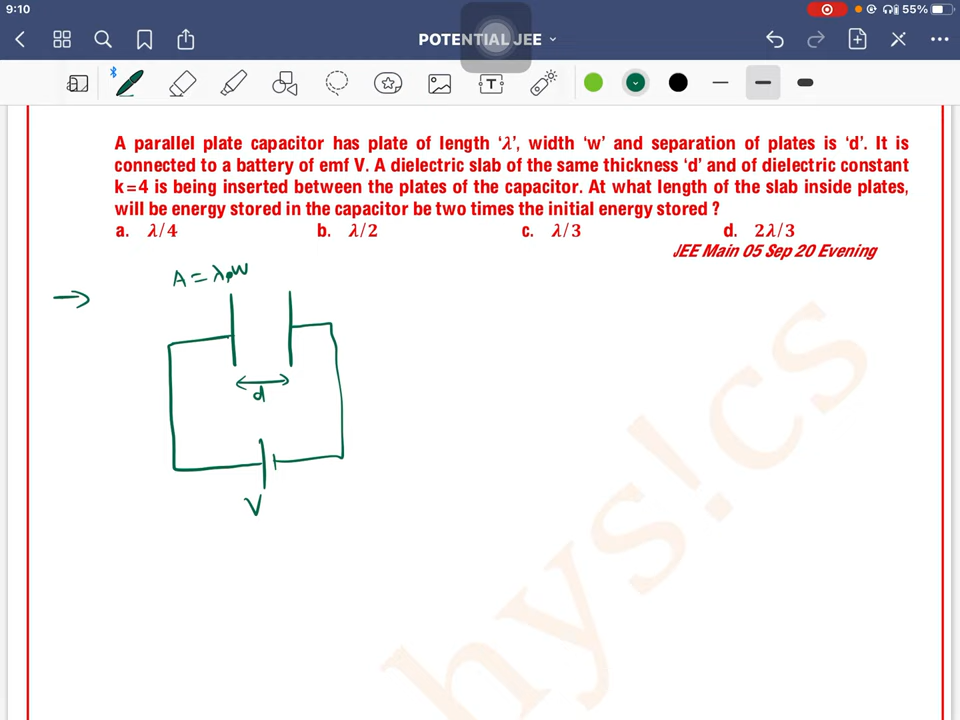 9:10
55%
POTENTIAL JEE
T
A parallel plate capacitor has plate of length ‘λ’, width ‘w’ and separation of plates is ‘d’. It is
connected to a battery of emf V. A dielectric slab of the same thickness ‘d’ and of dielectric constant
k=4 is being inserted between the plates of the capacitor. At what length of the slab inside plates,
will be energy stored in the capacitor be two times the initial energy stored ?
a. λ/4 b. λ/2 c. λ/3 d. 2λ/3
JEE Main 05 Sep 20 Evening
A = λ.w
d
V
hys!cs